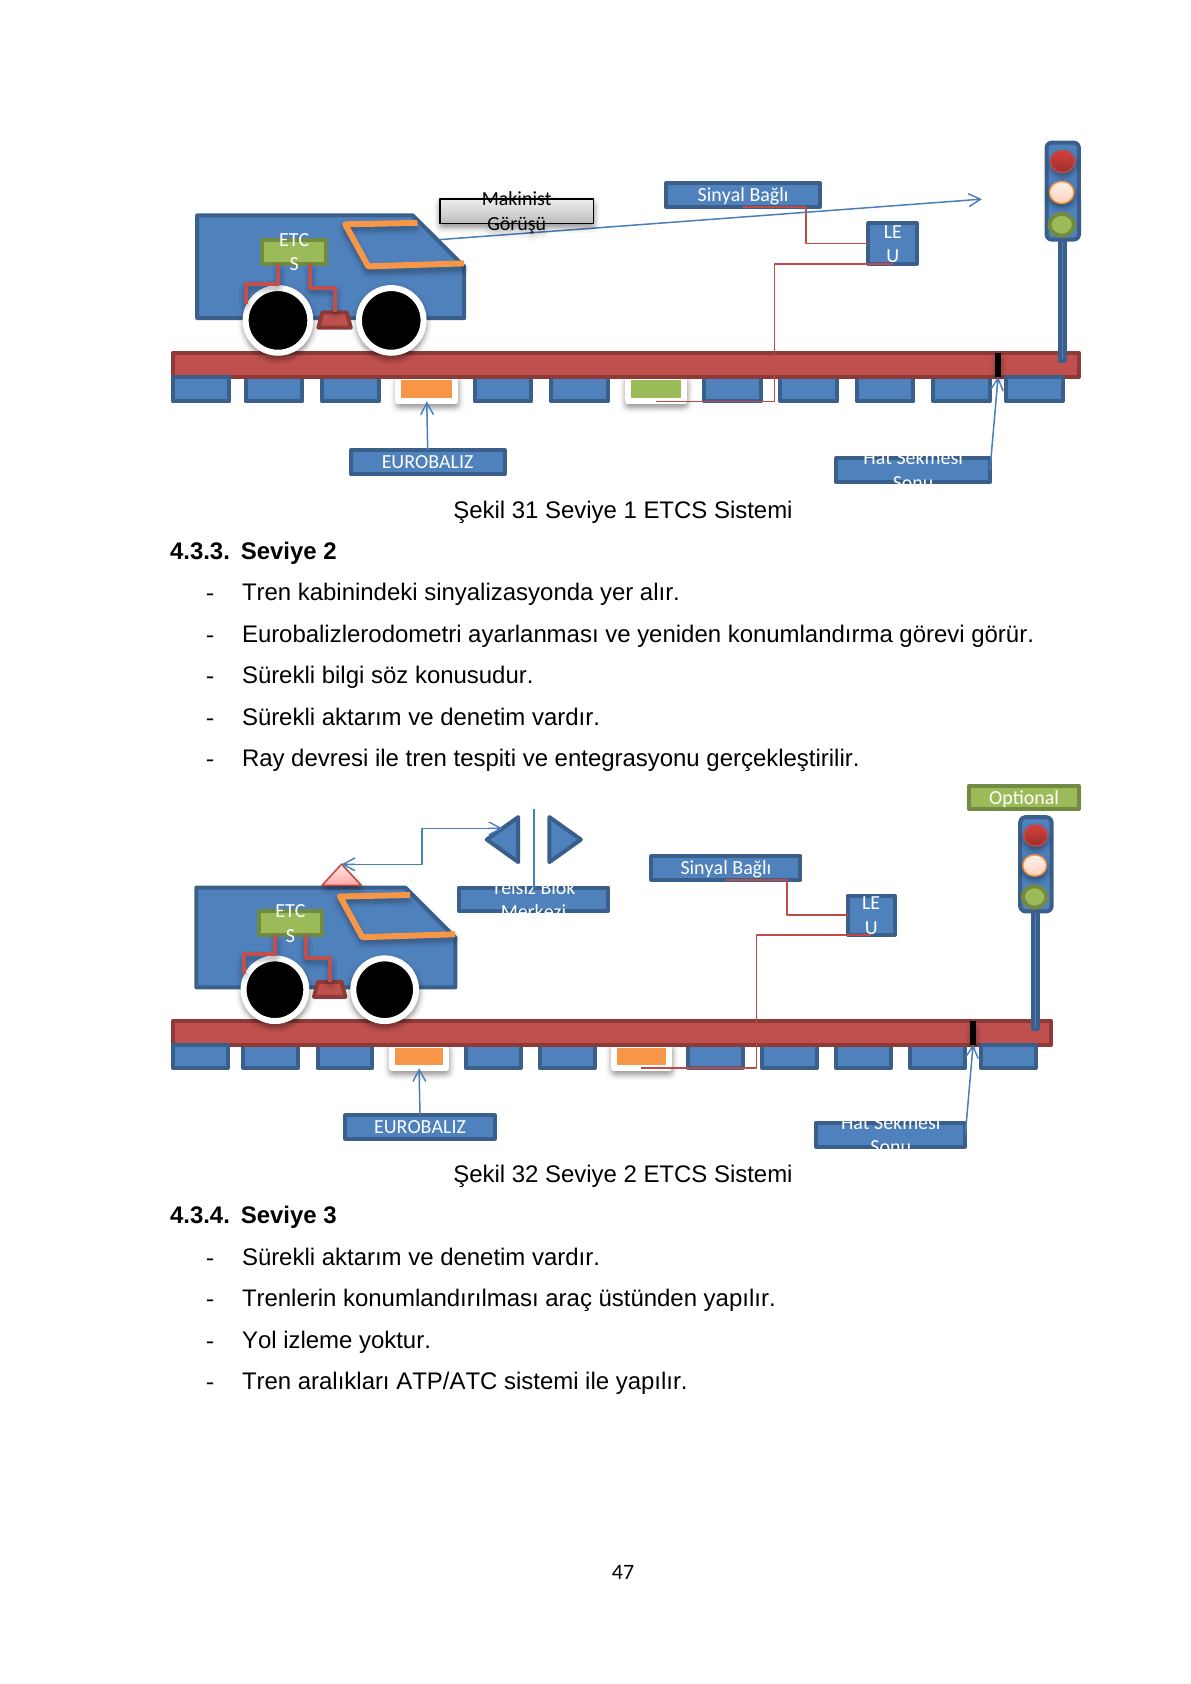 Makinist
Görüşü
Sinyal Bağlı
LE
U
ETC
S
EUROBALIZ
Hat Sekmesi
Sonu
Şekil 31 Seviye 1 ETCS Sistemi
4.3.3. Seviye 2
- Tren kabinindeki sinyalizasyonda yer alır.
- Eurobalizlerodometri ayarlanması ve yeniden konumlandırma görevi görür.
- Sürekli bilgi söz konusudur.
- Sürekli aktarım ve denetim vardır.
- Ray devresi ile tren tespiti ve entegrasyonu gerçekleştirilir.
Optional
Sinyal Bağlı
Telsiz Blok
Merkezi
LE
U
ETC
S
EUROBALIZ
Hat Sekmesi
Sonu
Şekil 32 Seviye 2 ETCS Sistemi
4.3.4. Seviye 3
- Sürekli aktarım ve denetim vardır.
- Trenlerin konumlandırılması araç üstünden yapılır.
- Yol izleme yoktur.
- Tren aralıkları ATP/ATC sistemi ile yapılır.
47